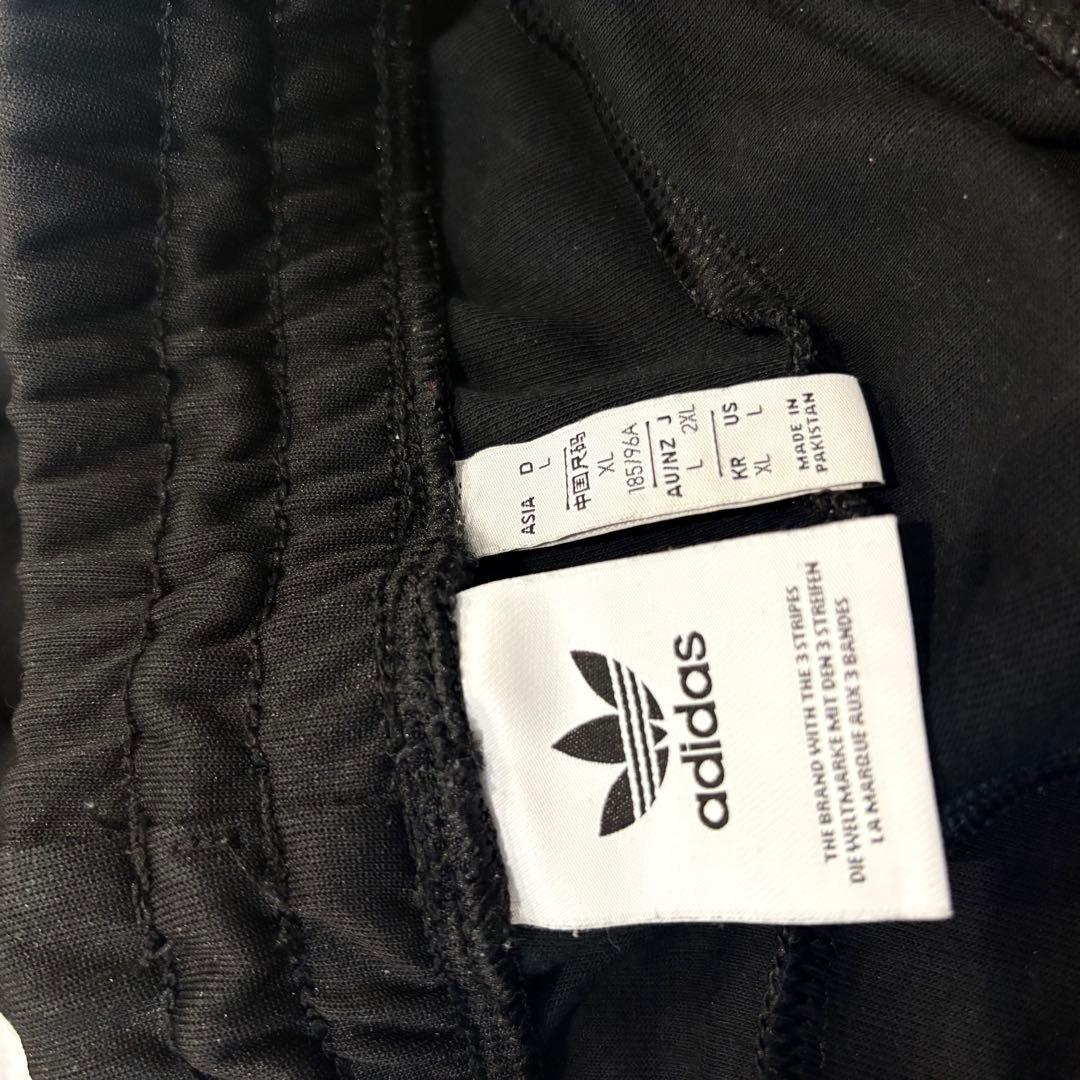 ASIA D
L
中国尺码
XL
185/96A
AU/NZ J
L 2XL
KR US
XL L
MADE IN
PAKISTAN
adidas
THE BRAND WITH THE 3 STRIPES
DIE WELTMARKE MIT DEN 3 STREIFEN
LA MARQUE AUX 3 BANDES